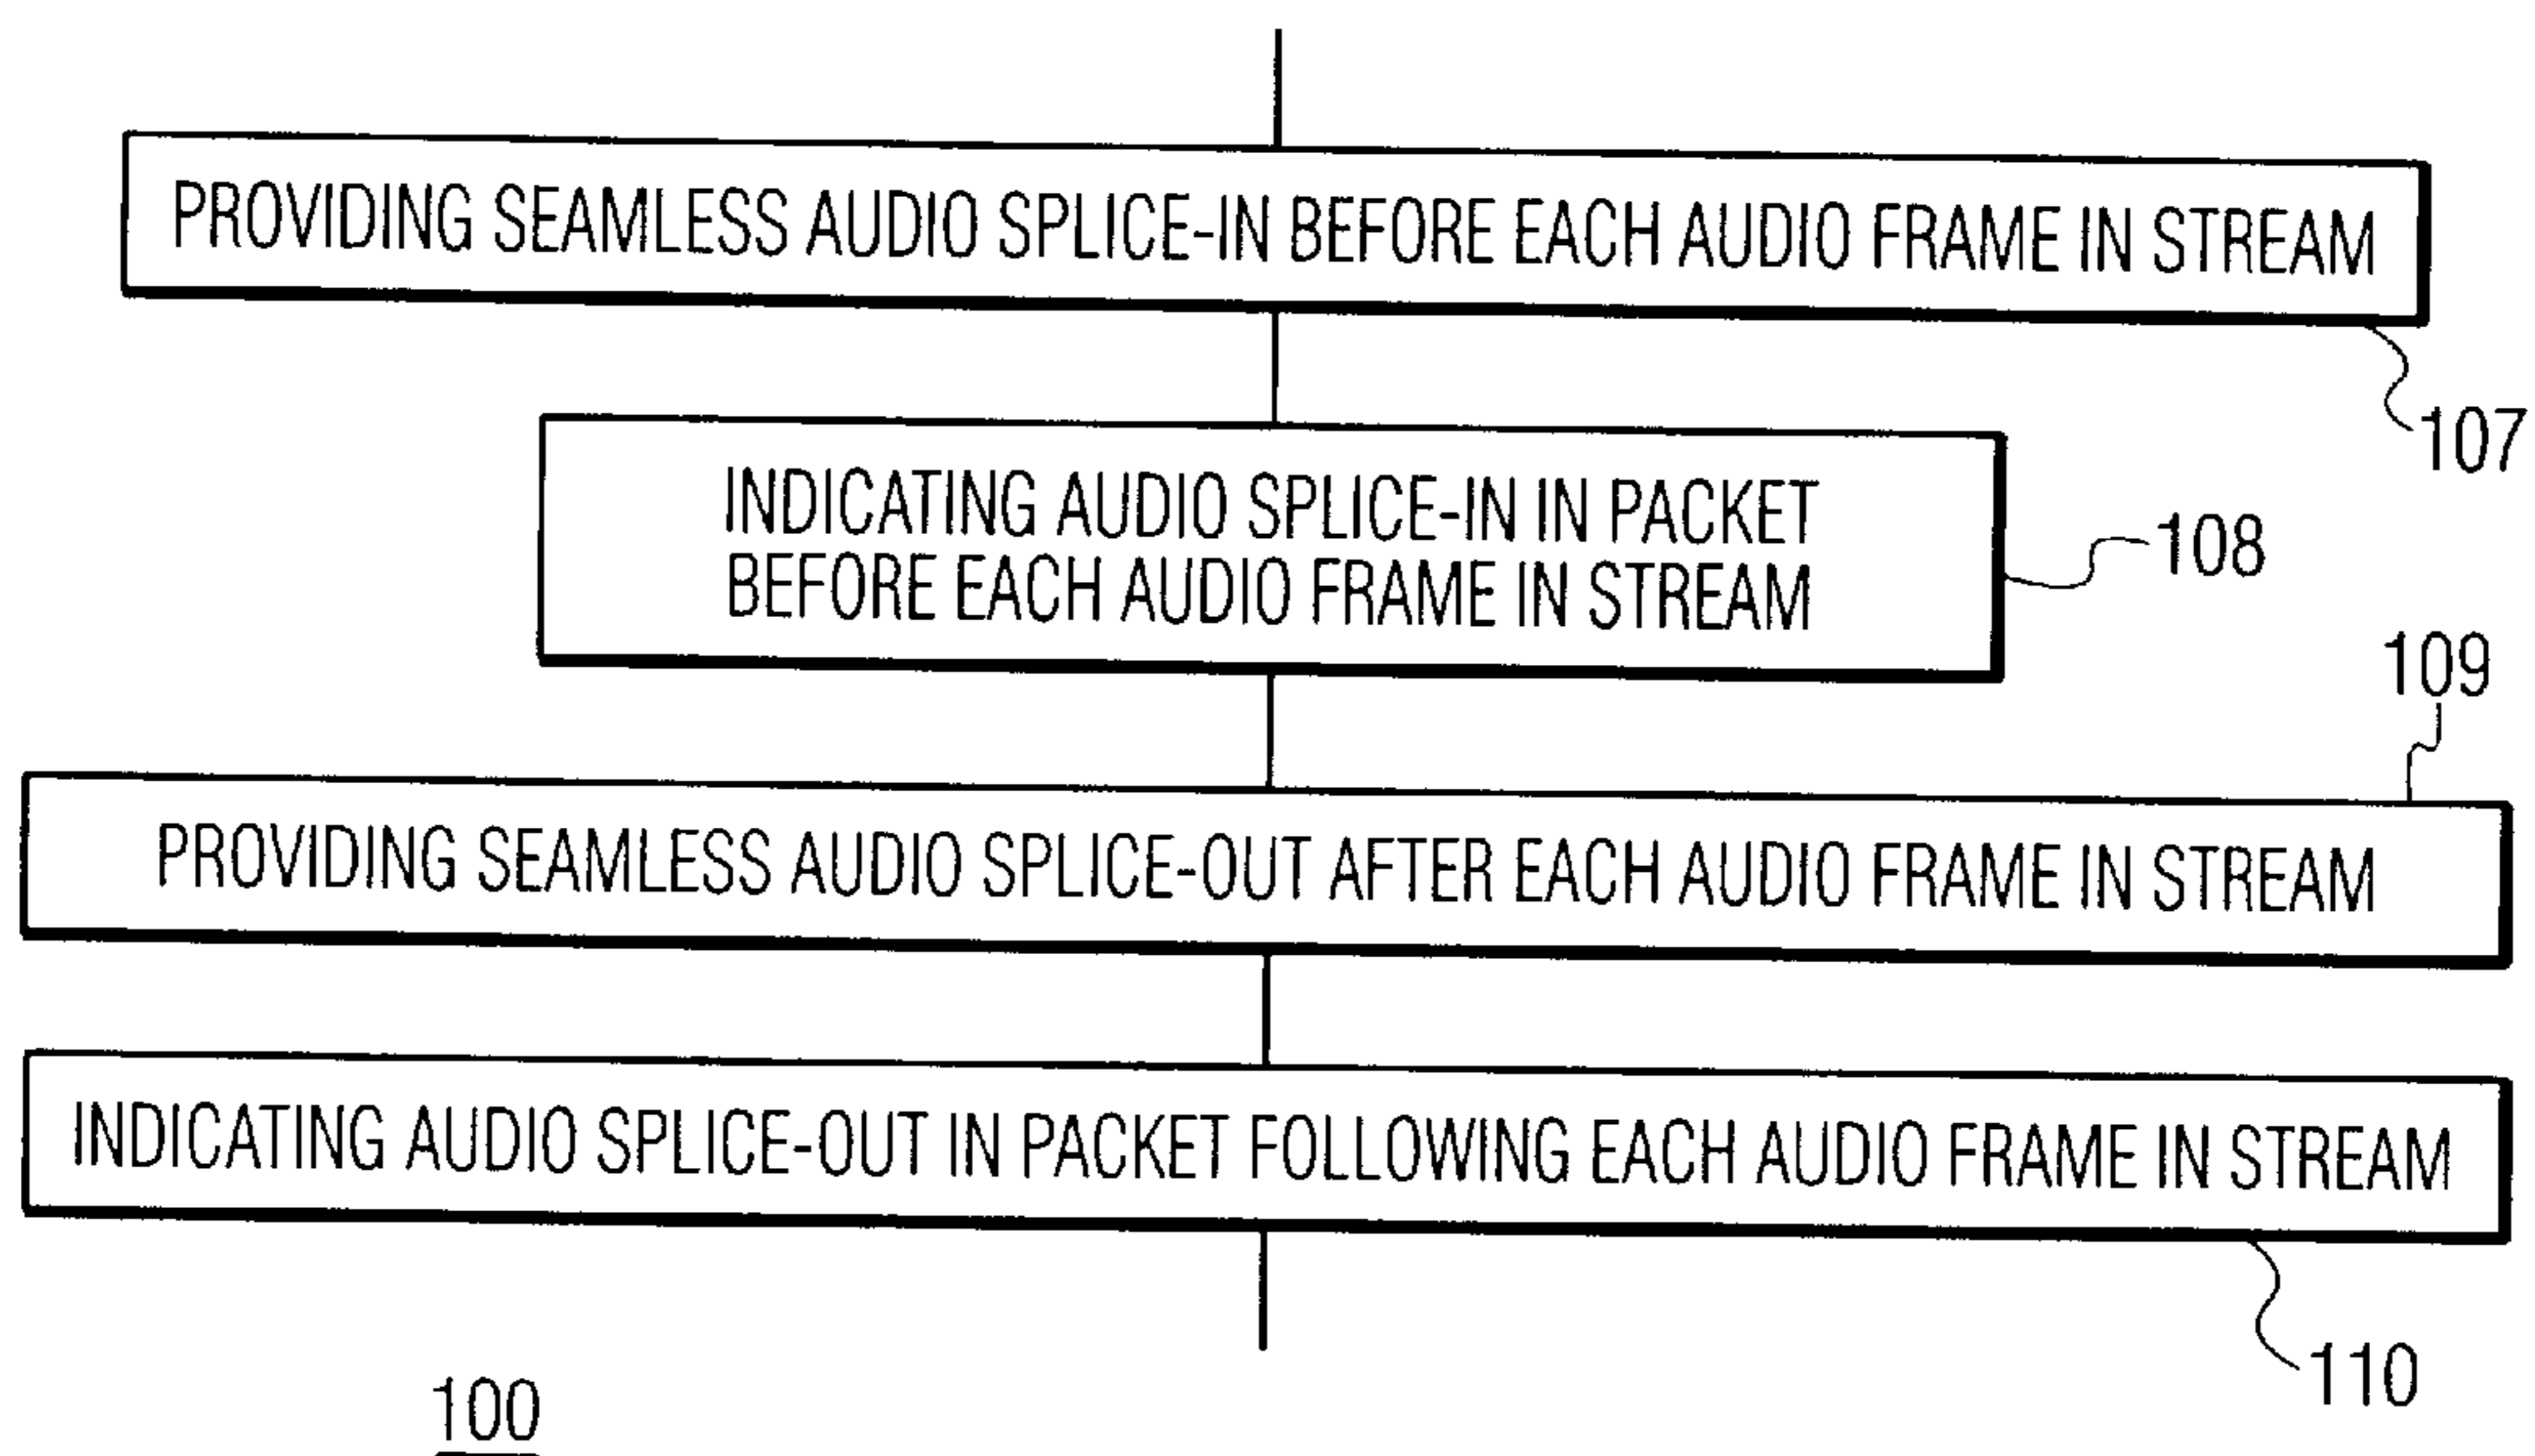 PROVIDING SEAMLESS AUDIO SPLICE-IN BEFORE EACH AUDIO FRAME IN STREAM
107
INDICATING AUDIO SPLICE-IN IN PACKET
BEFORE EACH AUDIO FRAME IN STREAM
108
109
PROVIDING SEAMLESS AUDIO SPLICE-OUT AFTER EACH AUDIO FRAME IN STREAM
INDICATING AUDIO SPLICE-OUT IN PACKET FOLLOWING EACH AUDIO FRAME IN STREAM
110
100